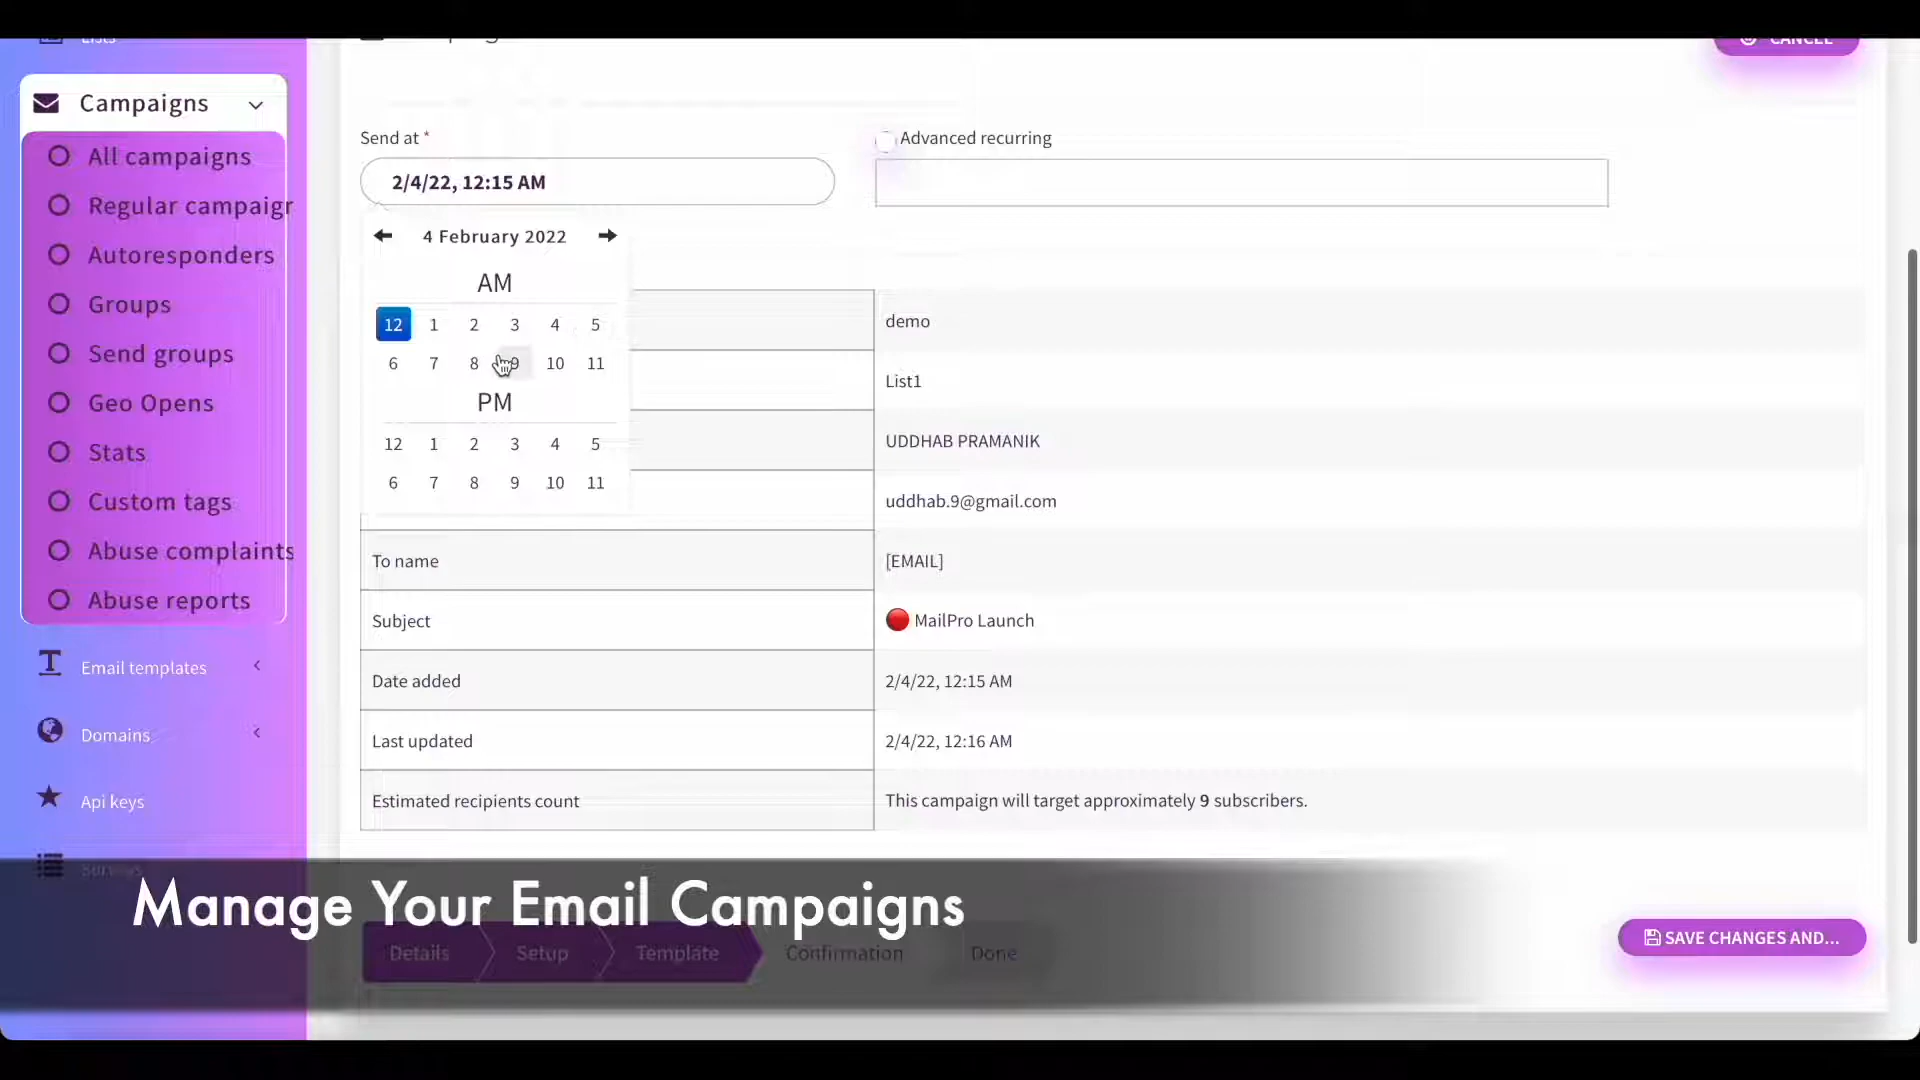 Lists
CANCEL
Campaigns
All campaigns
Regular campaigr
Autoresponders
Groups
Send groups
Geo Opens
Stats
Custom tags
Abuse complaints
Abuse reports
Email templates
Domains
Api keys
Surveys
Send at *
Advanced recurring
2/4/22, 12:15 AM
4 February 2022
AM
12 1 2 3 4 5
6 7 8 9 10 11
PM
12 1 2 3 4 5
6 7 8 9 10 11
demo
List1
UDDHAB PRAMANIK
uddhab.9@gmail.com
To name [EMAIL]
Subject 🔴 MailPro Launch
Date added 2/4/22, 12:15 AM
Last updated 2/4/22, 12:16 AM
Estimated recipients count This campaign will target approximately 9 subscribers.
Manage Your Email Campaigns
Details Setup Template Confirmation Done
SAVE CHANGES AND...